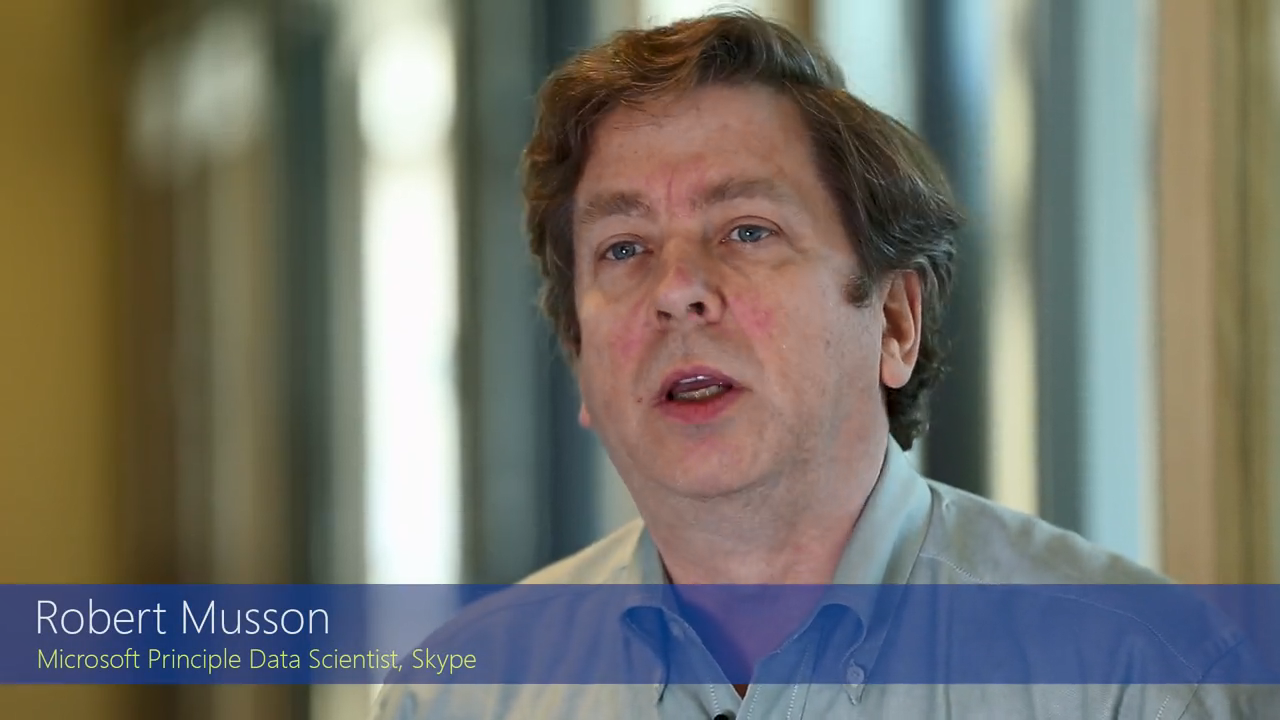 Robert Musson
Microsoft Principle Data Scientist, Skype